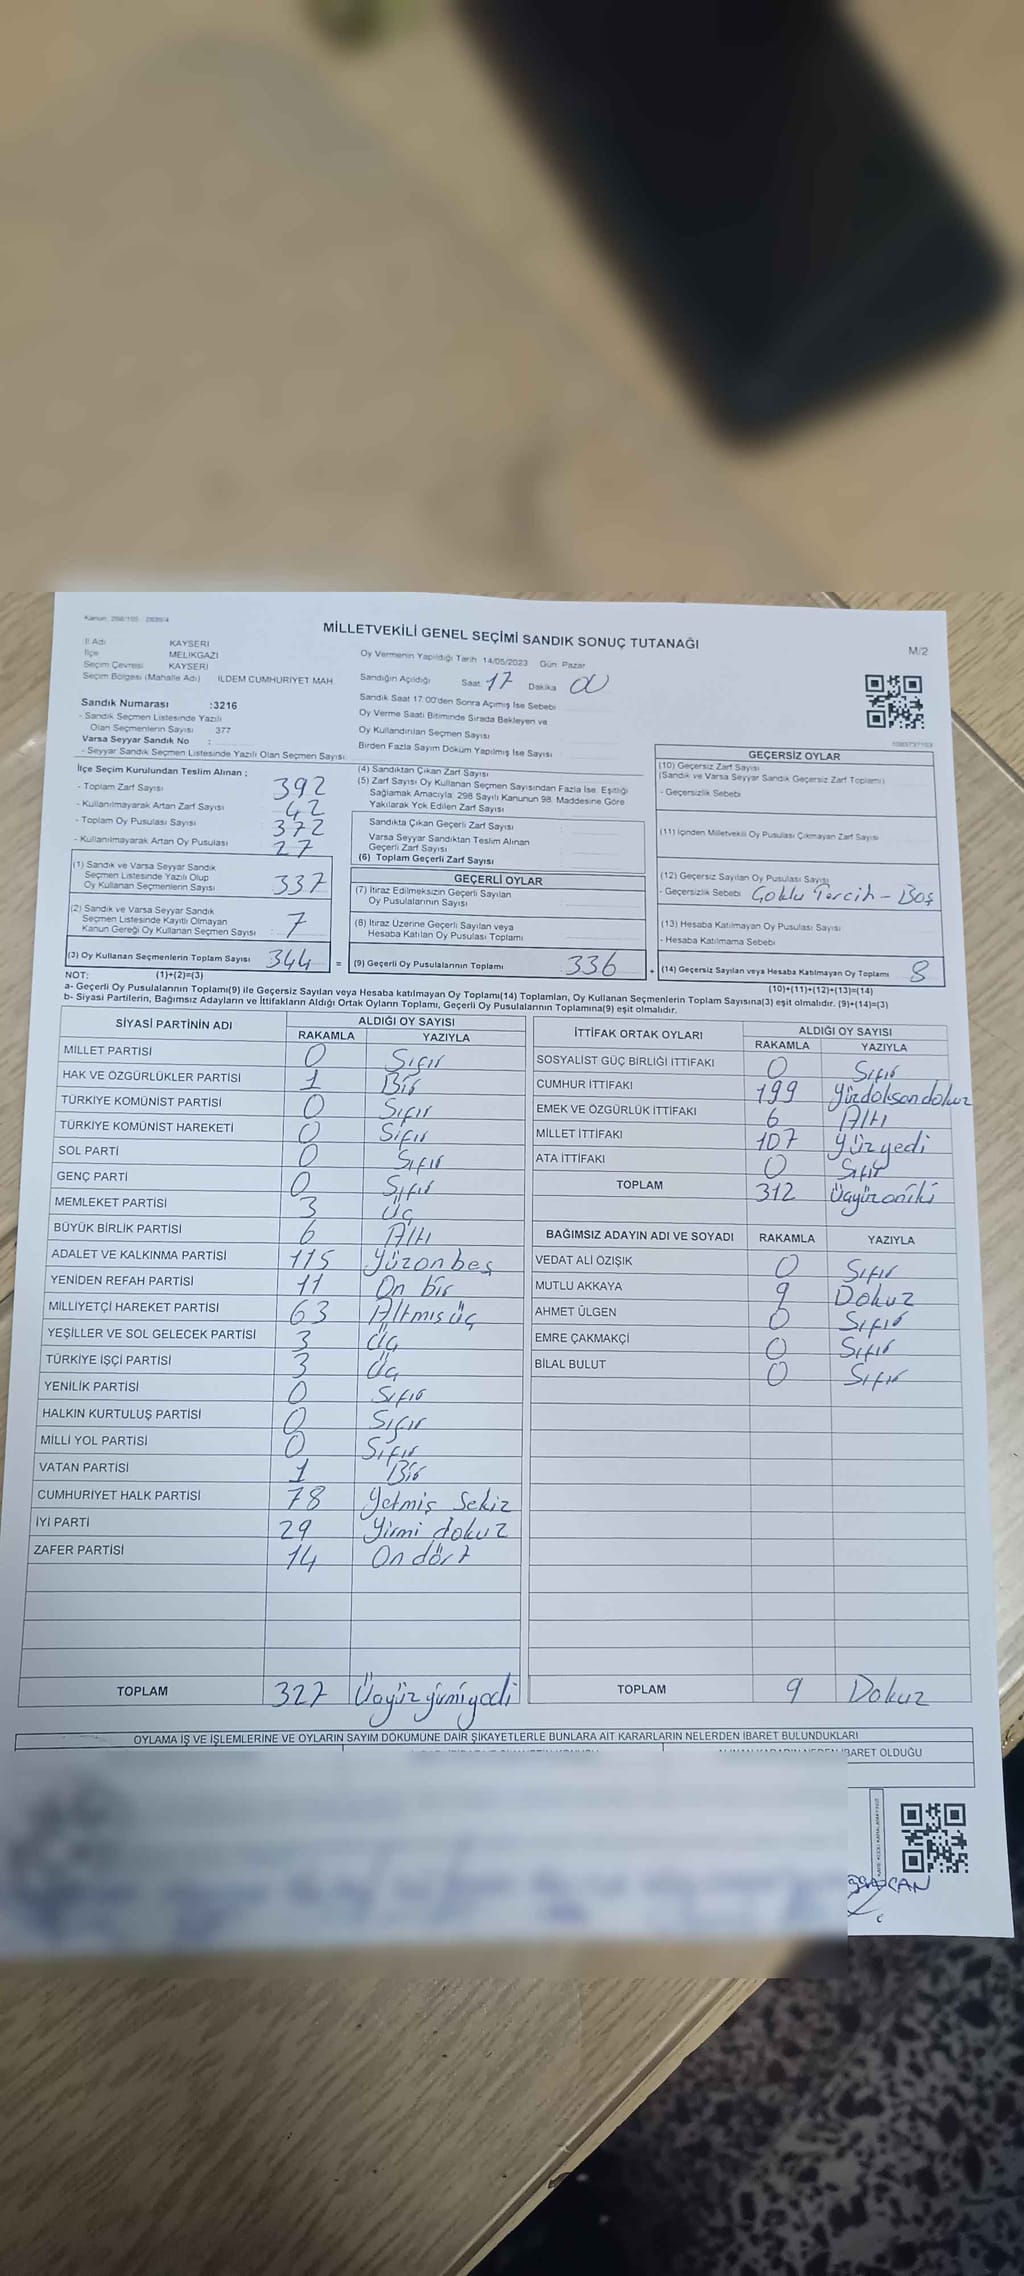 Kanun: 298/105 2839/4
MİLLETVEKİLİ GENEL SEÇİMİ SANDIK SONUÇ TUTANAĞI
M/2
İl Adı KAYSERİ
İlçe MELİKGAZİ
Seçim Çevresi KAYSERİ
Seçim Bölgesi (Mahalle Adı) ILDEM CUMHURIYET MAH.
Oy Vermenin Yapıldığı Tarih 14/05/2023 Gün: Pazar
Sandığın Açıldığı Saat 17 Dakika 00
Sandık Saat 17:00'den Sonra Açımış İse Sebebi
Oy Verme Saati Bitiminde Sırada Bekleyen ve
Oy Kullandırılan Seçmen Sayısı
Birden Fazla Sayım Döküm Yapılmış İse Sayısı
Sandık Numarası :3216
- Sandık Seçmen Listesinde Yazılı
Olan Seçmenlerin Sayısı 377
Varsa Seyyar Sandık No :
- Seyyar Sandık Seçmen Listesinde Yazılı Olan Seçmen Sayısı
İlçe Seçim Kurulundan Teslim Alınan ;
- Toplam Zarf Sayısı 392
- Kullanılmayarak Artan Zarf Sayısı 42
- Toplam Oy Pusulası Sayısı 372
- Kullanılmayarak Artan Oy Pusulası 27
(1) Sandık ve Varsa Seyyar Sandık
Seçmen Listesinde Yazılı Olup
Oy Kullanan Seçmenlerin Sayısı 337
(2) Sandık ve Varsa Seyyar Sandık
Seçmen Listesinde Kayıtlı Olmayan
Kanun Gereği Oy Kullanan Seçmen Sayısı 7
(3) Oy Kullanan Seçmenlerin Toplam Sayısı 344 =
(4) Sandıktan Çıkan Zarf Sayısı
(5) Zarf Sayısı Oy Kullanan Seçmen Sayısından Fazla İse, Eşitliği
Sağlamak Amacıyla, 298 Sayılı Kanunun 98. Maddesine Göre
Yakılarak Yok Edilen Zarf Sayısı
Sandıkta Çıkan Geçerli Zarf Sayısı
Varsa Seyyar Sandıktan Teslim Alınan
Geçerli Zarf Sayısı
(6) Toplam Geçerli Zarf Sayısı
GEÇERLİ OYLAR
(7) İtiraz Edilmeksizin Geçerli Sayılan
Oy Pusulalarının Sayısı
(8) İtiraz Üzerine Geçerli Sayılan veya
Hesaba Katılan Oy Pusulası Toplamı
(9) Geçerli Oy Pusulalarının Toplamı 336 +
GEÇERSİZ OYLAR
(10) Geçersiz Zarf Sayısı
(Sandık ve Varsa Seyyar Sandık Geçersiz Zarf Toplamı)
- Geçersizlik Sebebi
(11) İçinden Milletvekili Oy Pusulası Çıkmayan Zarf Sayısı
(12) Geçersiz Sayılan Oy Pusulası Sayısı
- Geçersizlik Sebebi Çoklu Tercih - Boş
(13) Hesaba Katılmayan Oy Pusulası Sayısı
- Hesaba Katılmama Sebebi
(14) Geçersiz Sayılan veya Hesaba Katılmayan Oy Toplamı 8
NOT: (1)+(2)=(3) (10)+(11)+(12)+(13)=(14)
a- Geçerli Oy Pusulalarının Toplamı(9) ile Geçersiz Sayılan veya Hesaba katılmayan Oy Toplamı(14) Toplamları, Oy Kullanan Seçmenlerin Toplam Sayısına(3) eşit olmalıdır. (9)+(14)=(3)
b- Siyasi Partilerin, Bağımsız Adayların ve İttifakların Aldığı Ortak Oyların Toplamı, Geçerli Oy Pusulalarının Toplamına(9) eşit olmalıdır.
SİYASİ PARTİNİN ADI ALDIĞI OY SAYISI
RAKAMLA YAZIYLA
MİLLET PARTİSİ 0 Sıfır
HAK VE ÖZGÜRLÜKLER PARTİSİ 1 Bir
TÜRKİYE KOMÜNİST PARTİSİ 0 Sıfır
TÜRKİYE KOMÜNİST HAREKETİ 0 Sıfır
SOL PARTİ 0 Sıfır
GENÇ PARTİ 0 Sıfır
MEMLEKET PARTİSİ 3 Üç
BÜYÜK BİRLİK PARTİSİ 6 Altı
ADALET VE KALKINMA PARTİSİ 115 Yüzonbeş
YENİDEN REFAH PARTİSİ 11 On bir
MİLLİYETÇİ HAREKET PARTİSİ 63 Altmışüç
YEŞİLLER VE SOL GELECEK PARTİSİ 3 Üç
TÜRKİYE İŞÇİ PARTİSİ 3 Üç
YENİLİK PARTİSİ 0 Sıfır
HALKIN KURTULUŞ PARTİSİ 0 Sıfır
MİLLİ YOL PARTİSİ 0 Sıfır
VATAN PARTİSİ 1 Bir
CUMHURİYET HALK PARTİSİ 78 Yetmiş Sekiz
İYİ PARTİ 29 Yirmi dokuz
ZAFER PARTİSİ 14 On dört
TOPLAM 327 Üçyüz yirmiyedi
İTTİFAK ORTAK OYLARI ALDIĞI OY SAYISI
RAKAMLA YAZIYLA
SOSYALİST GÜÇ BİRLİĞİ İTTİFAKI 0 Sıfır
CUMHUR İTTİFAKI 199 Yüzdoksandokuz
EMEK VE ÖZGÜRLÜK İTTİFAKI 6 Altı
MİLLET İTTİFAKI 107 Yüzyedi
ATA İTTİFAKI 0 Sıfır
TOPLAM 312 Üçyüzoniki
BAĞIMSIZ ADAYIN ADI VE SOYADI RAKAMLA YAZIYLA
VEDAT ALİ ÖZIŞIK 0 Sıfır
MUTLU AKKAYA 9 Dokuz
AHMET ÜLGEN 0 Sıfır
EMRE ÇAKMAKÇİ 0 Sıfır
BİLAL BULUT 0 Sıfır
TOPLAM 9 Dokuz
OYLAMA İŞ VE İŞLEMLERİNE VE OYLARIN SAYIM DÖKÜMÜNE DAİR ŞİKAYETLERLE BUNLARA AİT KARARLARIN NELERDEN İBARET BULUNDUKLARI
İBARET OLDUĞU
CAN